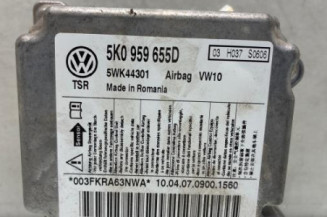 5K0 959 655D
03 H037 S0606
5WK44301 Airbag VW10
TSR Made in Romania
*003FKRA63NWA* 10.04.07.0900.1560